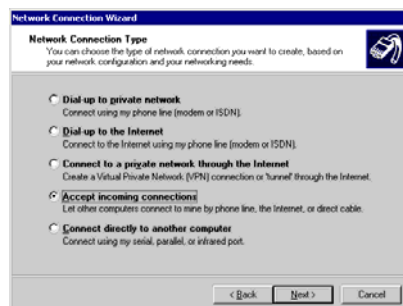 Network Connection Wizard
Network Connection Type
You can choose the type of network connection you want to create, based on
your network configuration and your networking needs.
Dial-up to private network
Connect using my phone line (modem or ISDN).
Dial-up to the Internet
Connect to the Internet using my phone line (modem or ISDN).
Connect to a private network through the Internet
Create a Virtual Private Network (VPN) connection or 'tunnel' through the Internet.
Accept incoming connections
Let other computers connect to mine by phone line, the Internet, or direct cable.
Connect directly to another computer
Connect using my serial, parallel, or infrared port.
< Back Next > Cancel